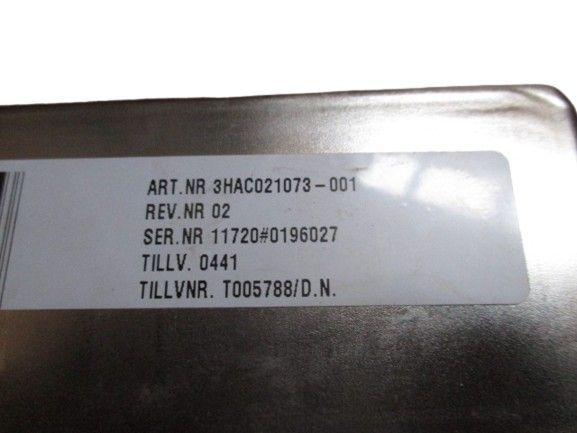 ART.NR 3HAC021073-001
REV.NR 02
SER.NR 11720#0196027
TILLV. 0441
TILLVNR. T005788/D.N.